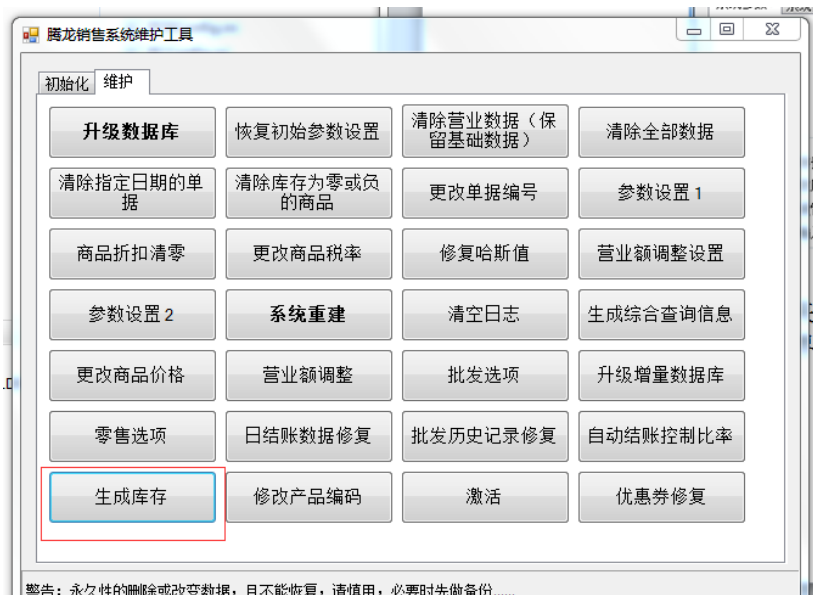 腾龙销售系统维护工具
初始化 维护
升级数据库 恢复初始参数设置 清除营业数据（保
留基础数据） 清除全部数据
清除指定日期的单
据 清除库存为零或负
的商品 更改单据编号 参数设置1
商品折扣清零 更改商品税率 修复哈斯值 营业额调整设置
参数设置2 系统重建 清空日志 生成综合查询信息
更改商品价格 营业额调整 批发选项 升级增量数据库
零售选项 日结账数据修复 批发历史记录修复 自动结账控制比率
生成库存 修改产品编码 激活 优惠券修复
警告：永久性的删除或改变数据，且不能恢复，请慎用，必要时先做备份......